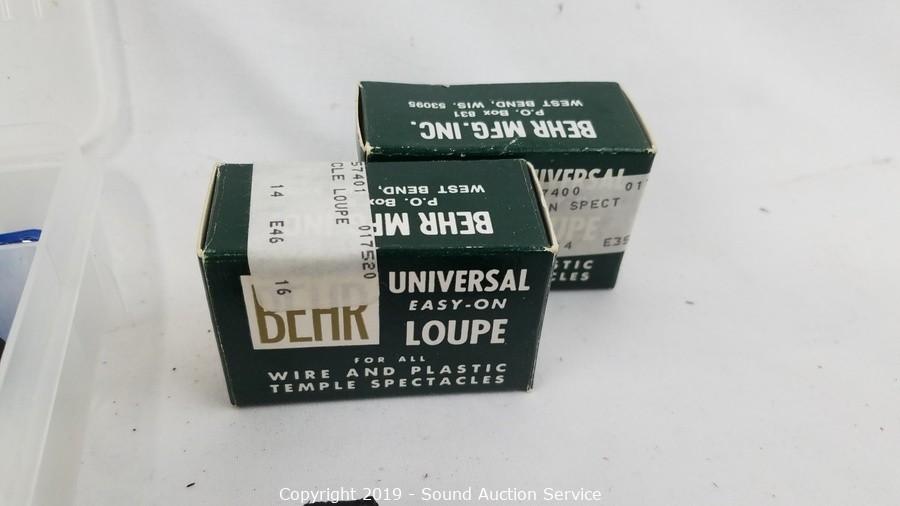 BEHR MFG. INC.
P.O. Box 831
WEST BEND, WIS. 53095
UNIVERSAL
7400 01
N SPECT
LOUPE
4 E39
BEHR
P.O. Box
WEST BEND,
57401 017520
CLE LOUPE
14 E46 16
BEHR
UNIVERSAL
EASY-ON
LOUPE
FOR ALL
WIRE AND PLASTIC
TEMPLE SPECTACLES
Copyright 2019 - Sound Auction Service